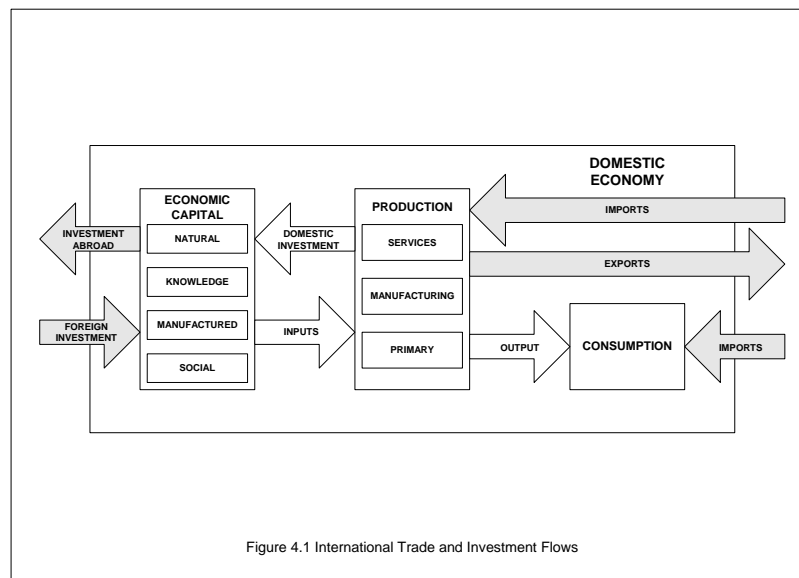 DOMESTIC
ECONOMY
ECONOMIC
CAPITAL
NATURAL
KNOWLEDGE
MANUFACTURED
SOCIAL
INVESTMENT
ABROAD
FOREIGN
INVESTMENT
DOMESTIC
INVESTMENT
INPUTS
PRODUCTION
SERVICES
MANUFACTURING
PRIMARY
IMPORTS
EXPORTS
OUTPUT
CONSUMPTION
IMPORTS
Figure 4.1 International Trade and Investment Flows